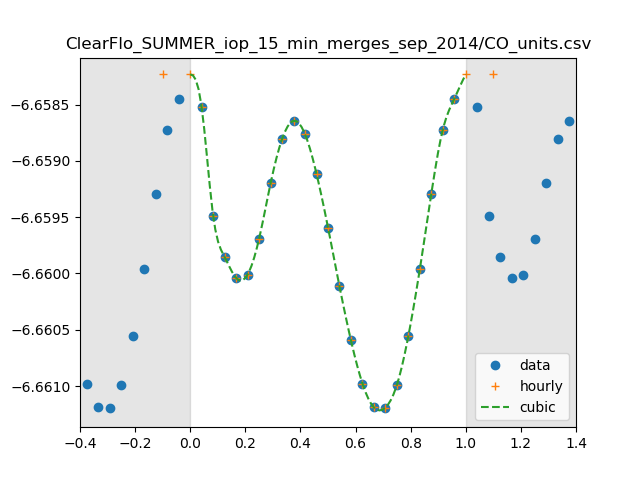 ClearFlo_SUMMER_iop_15_min_merges_sep_2014/CO_units.csv
−6.6585
−6.6590
−6.6595
−6.6600
−6.6605
−6.6610
−0.4 −0.2 0.0 0.2 0.4 0.6 0.8 1.0 1.2 1.4
data
hourly
cubic